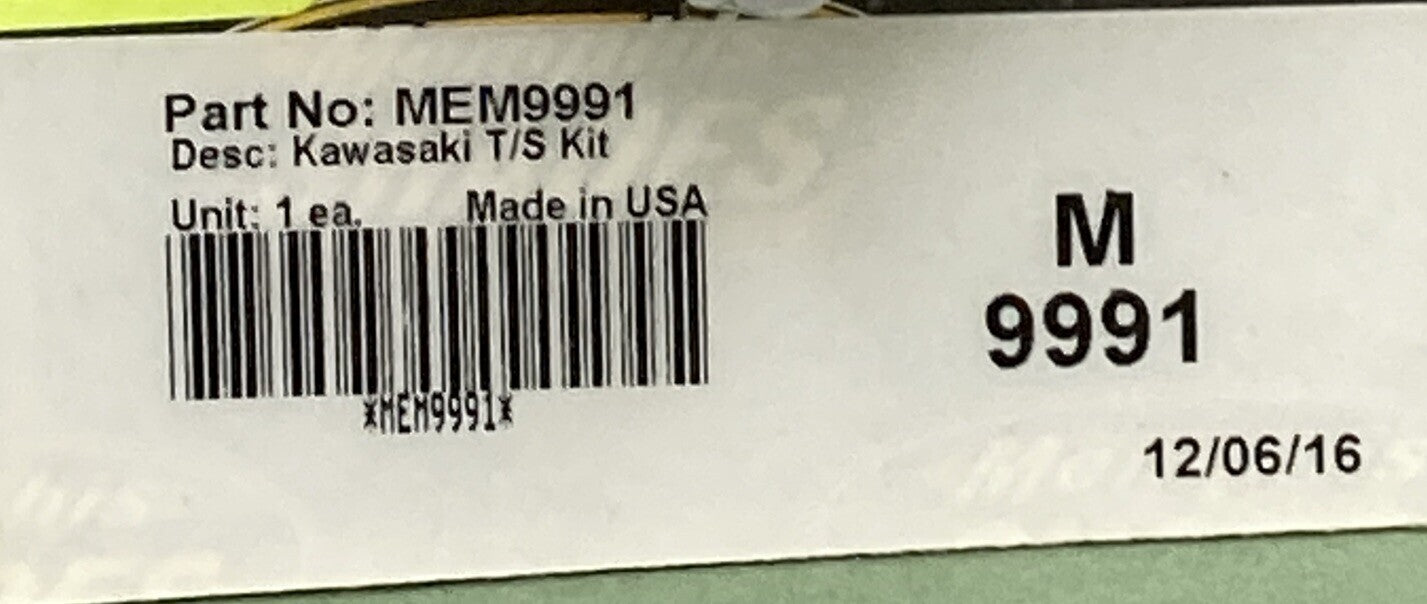 Part No: MEM9991
Desc: Kawasaki T/S Kit
Unit: 1 ea. Made in USA
*MEM9991*
M
9991
12/06/16